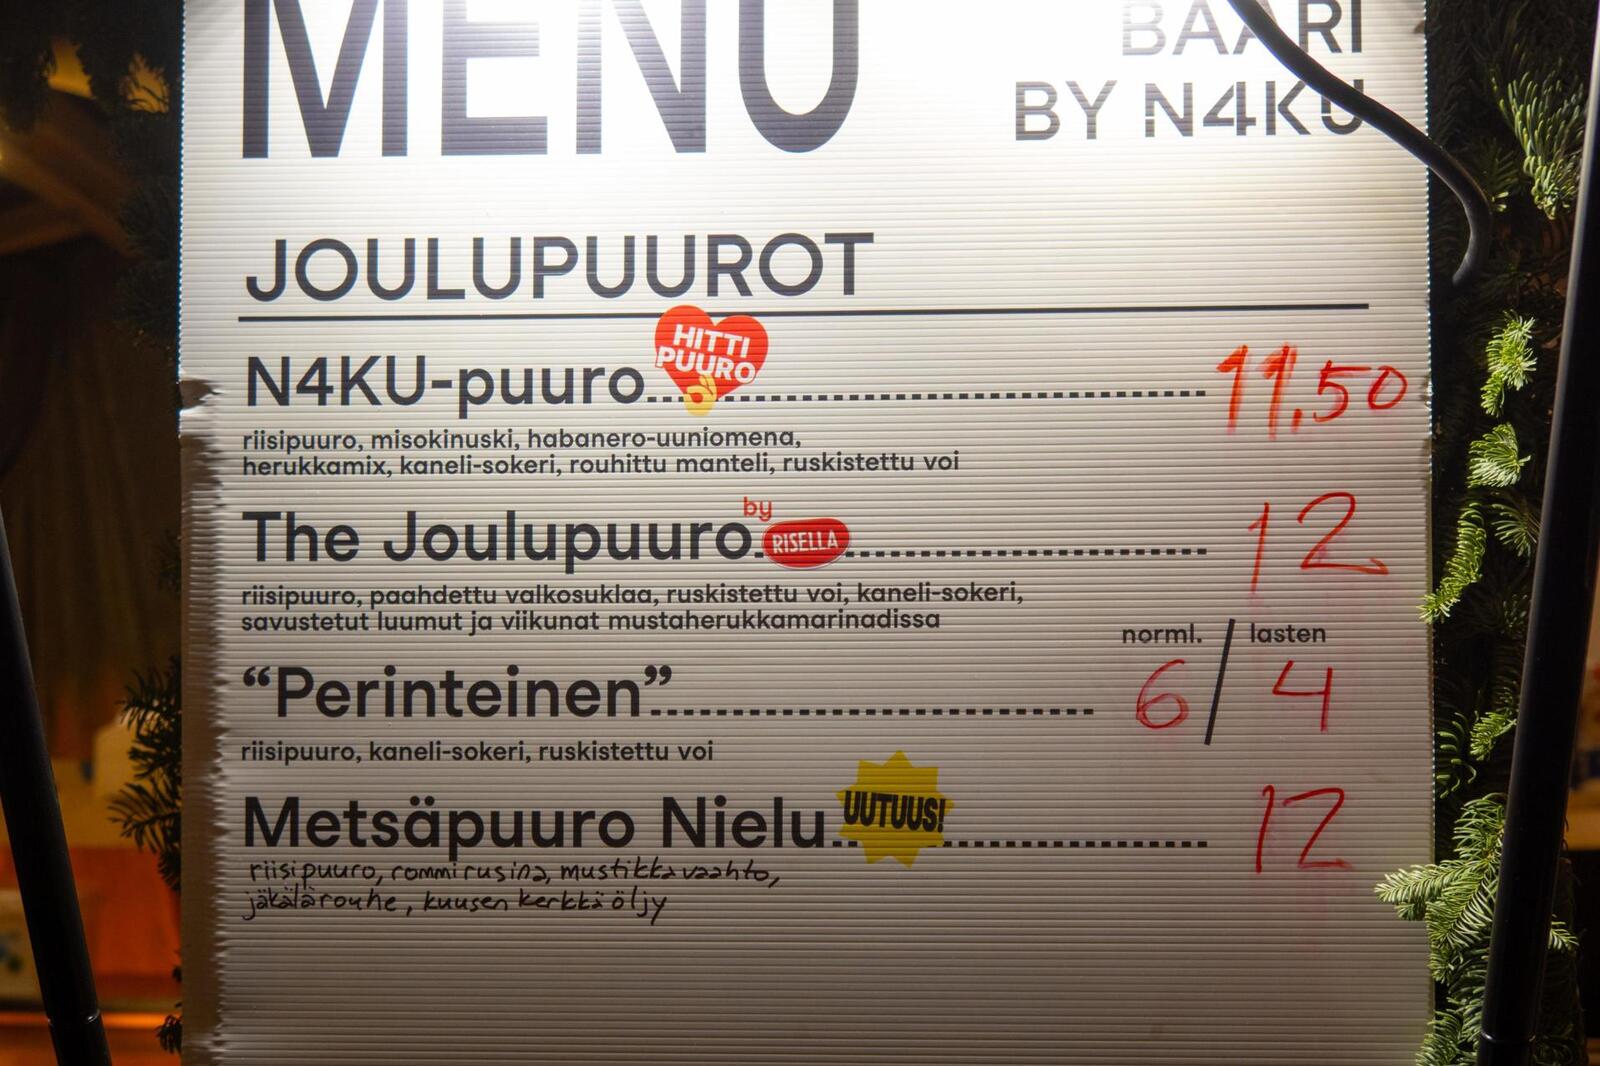 MENU
BAARI
BY N4KU
JOULUPUUROT
HITTI
PUURO
N4KU-puuro 11,50
riisipuuro, misokinuski, habanero-uuniomena,
herukkamix, kaneli-sokeri, rouhittu manteli, ruskistettu voi
by
The Joulupuuro RISELLA 12
riisipuuro, paahdettu valkosuklaa, ruskistettu voi, kaneli-sokeri,
savustetut luumut ja viikunat mustaherukkamarinadissa
norml. / lasten
"Perinteinen" 6 / 4
riisipuuro, kaneli-sokeri, ruskistettu voi
Metsäpuuro Nielu UUTUUS! 12
riisipuuro, rommirusina, mustikkavaahto,
jäkälärouhe, kuusen kerkkä öljy